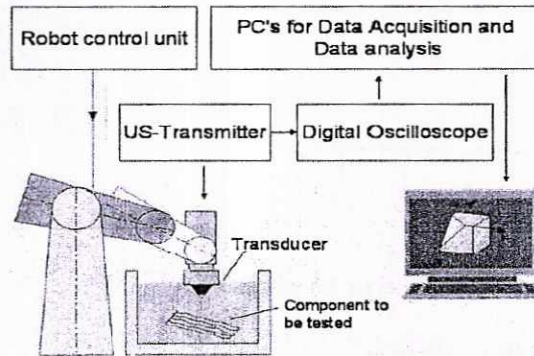 Robot control unit
PC's for Data Acquisition and
Data analysis
US-Transmitter
Digital Oscilloscope
Transducer
Component to
be tested